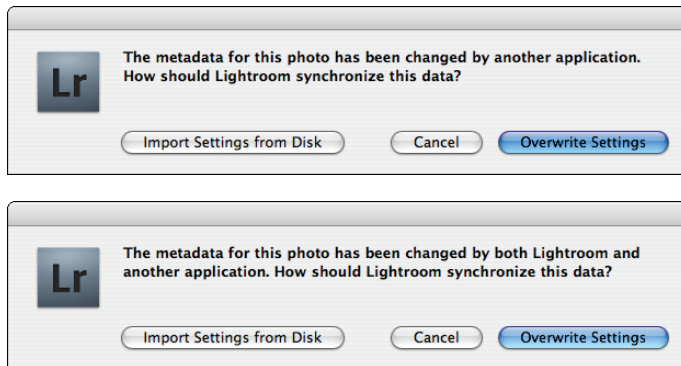 Lr
The metadata for this photo has been changed by another application.
How should Lightroom synchronize this data?
Import Settings from Disk
Cancel
Overwrite Settings
Lr
The metadata for this photo has been changed by both Lightroom and
another application. How should Lightroom synchronize this data?
Import Settings from Disk
Cancel
Overwrite Settings